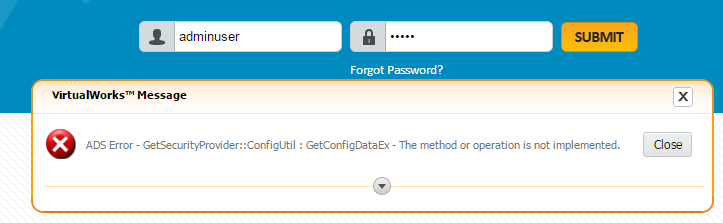 adminuser ••••• SUBMIT
Forgot Password?
VirtualWorks™ Message X
ADS Error - GetSecurityProvider::ConfigUtil : GetConfigDataEx - The method or operation is not implemented. Close